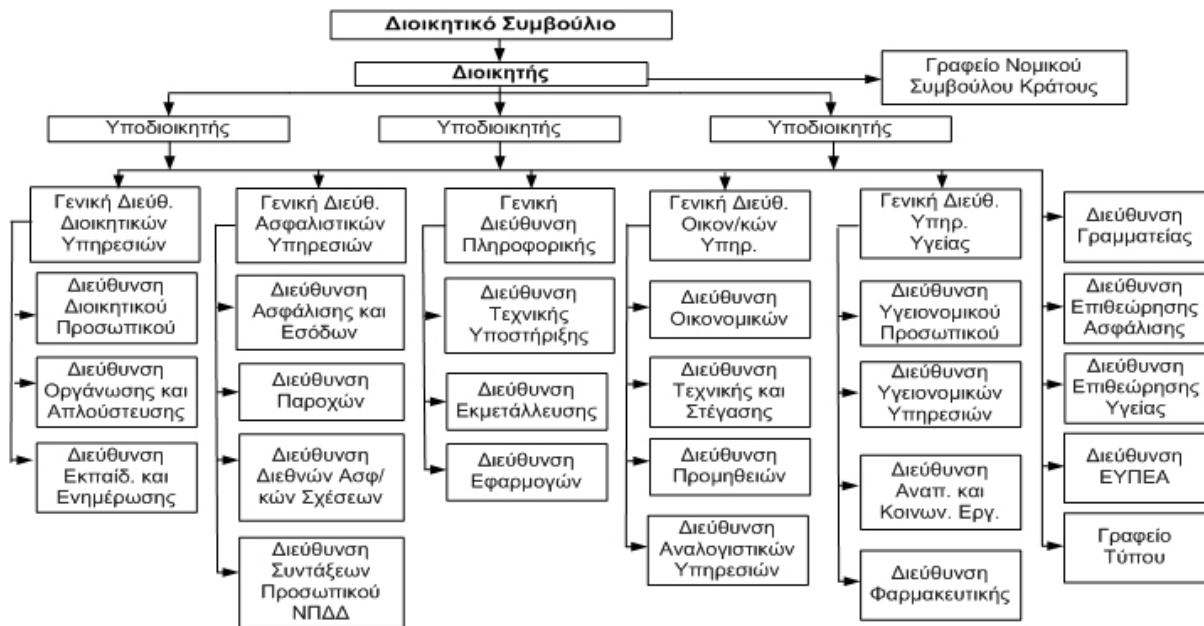 Διοικητικό Συμβούλιο
Διοικητής
Γραφείο Νομικού
Συμβούλου Κράτους
Υποδιοικητής
Υποδιοικητής
Υποδιοικητής
Γενική Διεύθ.
Διοικητικών
Υπηρεσιών
Διεύθυνση
Διοικητικού
Προσωπικού
Διεύθυνση
Οργάνωσης και
Απλούστευσης
Διεύθυνση
Εκπαίδ. και
Ενημέρωσης
Γενική Διεύθ.
Ασφαλιστικών
Υπηρεσιών
Διεύθυνση
Ασφάλισης και
Εσόδων
Διεύθυνση
Παροχών
Διεύθυνση
Διεθνών Ασφ/
κών Σχέσεων
Διεύθυνση
Συντάξεων
Προσωπικού
ΝΠΔΔ
Γενική
Διεύθυνση
Πληροφορικής
Διεύθυνση
Τεχνικής
Υποστήριξης
Διεύθυνση
Εκμετάλλευσης
Διεύθυνση
Εφαρμογών
Γενική Διεύθ.
Οικον/κών
Υπηρ.
Διεύθυνση
Οικονομικών
Διεύθυνση
Τεχνικής και
Στέγασης
Διεύθυνση
Προμηθειών
Διεύθυνση
Αναλογιστικών
Υπηρεσιών
Γενική Διεύθ.
Υπηρ.
Υγείας
Διεύθυνση
Υγειονομικού
Προσωπικού
Διεύθυνση
Υγειονομικών
Υπηρεσιών
Διεύθυνση
Αναπ. και
Κοινων. Εργ.
Διεύθυνση
Φαρμακευτικής
Διεύθυνση
Γραμματείας
Διεύθυνση
Επιθεώρησης
Ασφάλισης
Διεύθυνση
Επιθεώρησης
Υγείας
Διεύθυνση
ΕΥΠΕΑ
Γραφείο
Τύπου